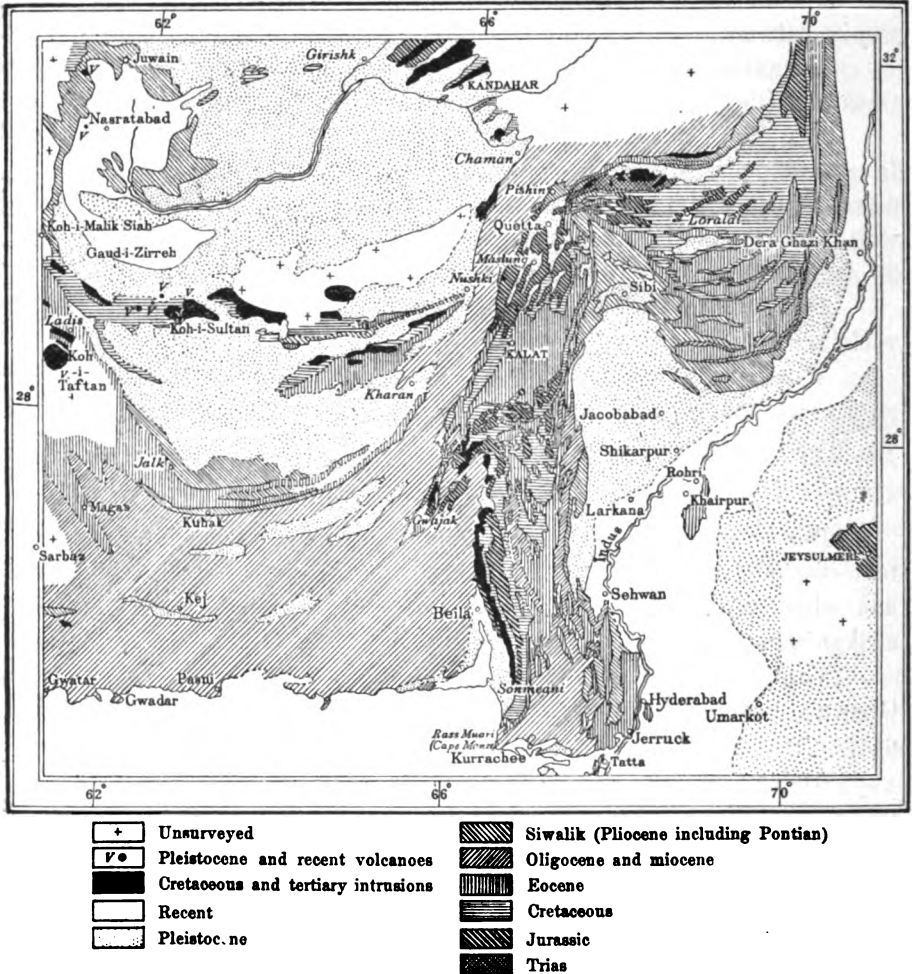 62°
66°
70°
Juwain
V
Girishk
32°
KANDAHAR
Nasratabad
V
Chaman
Pishin
Koh-i-Malik-Siah
Quetta
Loralai
Gaud-i-Zirreh
Dera Ghazi Khan
Mastung
Nushki
Sibi
V
V V V
Ladis
Koh-i-Sultan
Koh
V -i-
Taftan
KALAT
28°
Kharan
Jacobabad
28°
Shikarpur
Jalk
Rohri
Khairpur
Magas
Kuhak
Gwajak
Larkana
Indus
Sarbaz
JEYSULMERE
Kej
Sehwan
Beila
Gwatar
Pasni
Sonmeani
Gwadar
Hyderabad
Umarkot
Rass Muari
(Cape Monze)
Jerruck
Kurrachee
Tatta
62°
66°
70°
+ Unsurveyed
V Pleistocene and recent volcanoes
Cretaceous and tertiary intrusions
Recent
Pleistoc.ne
Siwalik (Pliocene including Pontian)
Oligocene and miocene
Eocene
Cretaceous
Jurassic
Trias